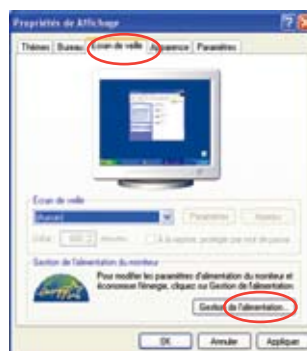 Propriétés de Affichage
Thèmes Bureau Ecran de veille Apparence Paramètres
Ecran de veille
(Aucun)
Paramètres Aperçu
minutes
Gestion de l'alimentation du moniteur
Pour modifier les paramètres d'alimentation du moniteur et
économiser l'énergie, cliquez sur Gestion de l'alimentation.
Gestion de l'alimentation...
OK Annuler Appliquer